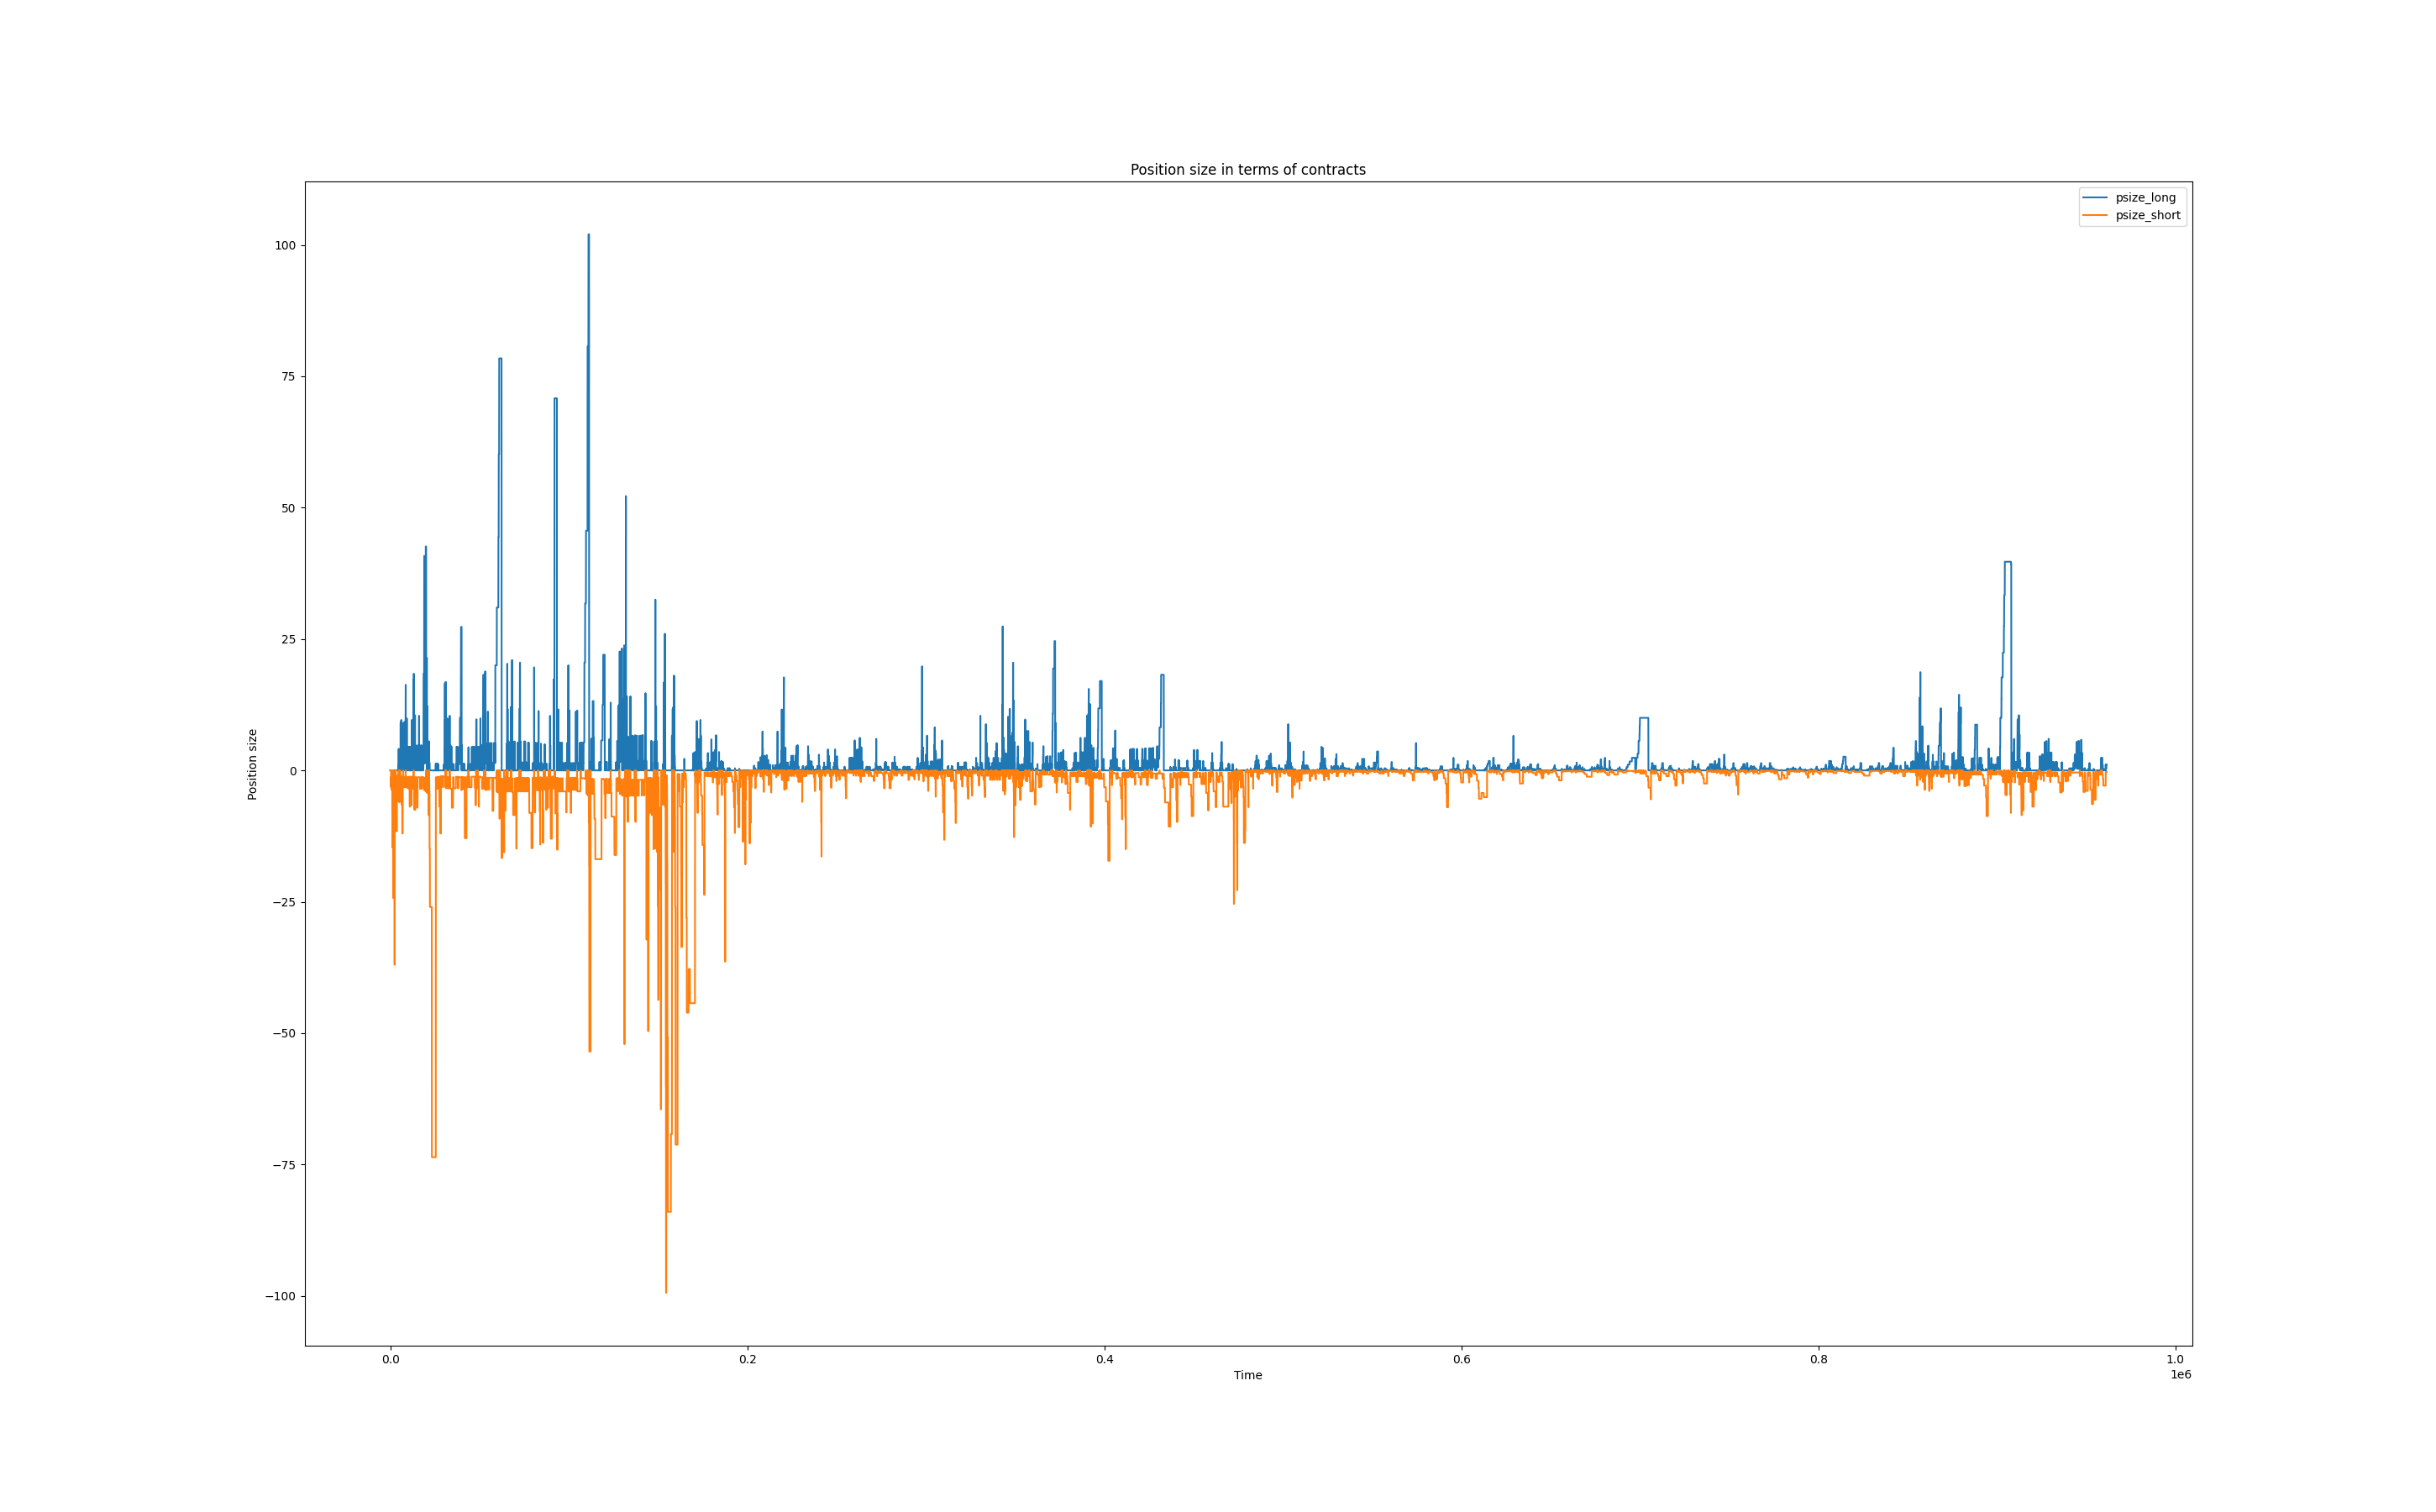 Position size in terms of contracts
psize_long
psize_short
100
75
50
25
0
−25
−50
−75
−100
Position size
0.0 0.2 0.4 0.6 0.8 1.0
1e6
Time